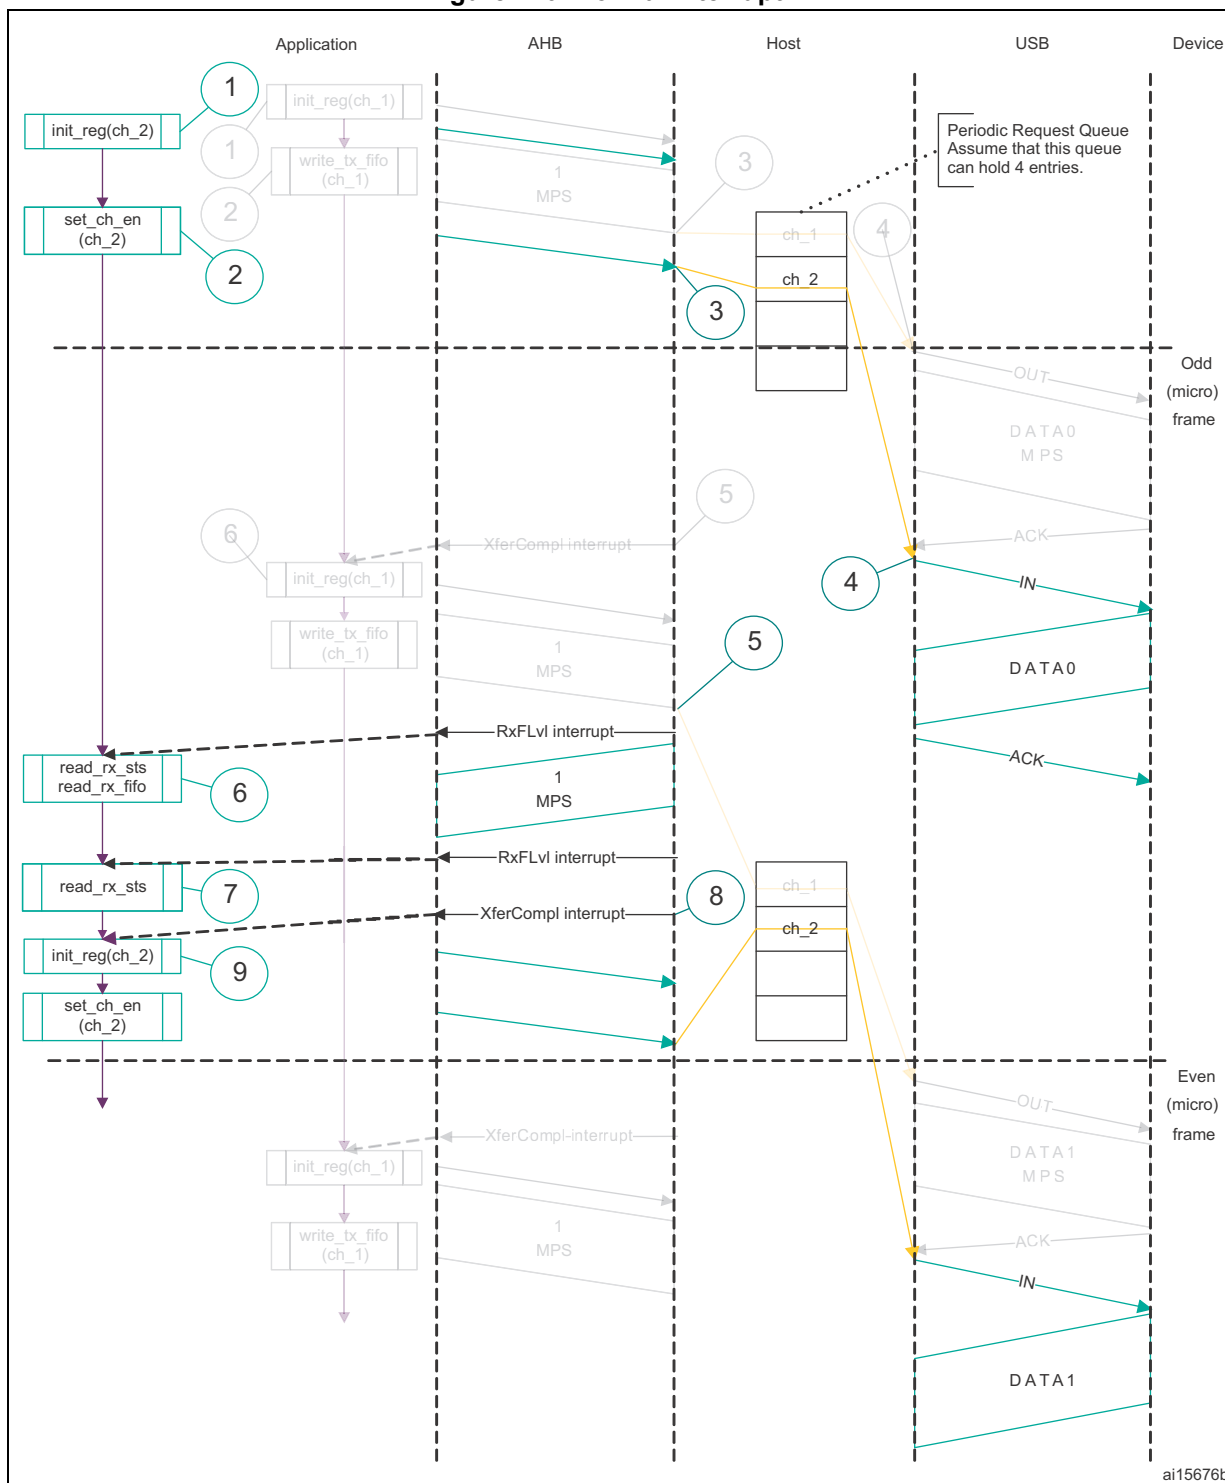 Application
AHB
Host
USB
Device
1
init_reg(ch_1)
init_reg(ch_2)
1
write_tx_fifo
(ch_1)
1
MPS
2
3
Periodic Request Queue
Assume that this queue
can hold 4 entries.
set_ch_en
(ch_2)
2
ch_1
4
ch_2
3
Odd
(micro)
frame
OUT
DATA0
MPS
5
ACK
6
XferCompl interrupt
init_reg(ch_1)
4
IN
write_tx_fifo
(ch_1)
1
MPS
5
DATA0
RxFLvl interrupt
ACK
read_rx_sts
read_rx_fifo
6
1
MPS
RxFLvl interrupt
read_rx_sts
7
ch_1
8
XferCompl interrupt
ch_2
init_reg(ch_2)
9
set_ch_en
(ch_2)
Even
(micro)
frame
OUT
XferCompl interrupt
init_reg(ch_1)
DATA1
MPS
write_tx_fifo
(ch_1)
1
MPS
ACK
IN
DATA1
ai15676b